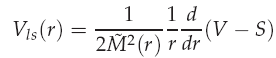 V_{ls}(r) = \frac{1}{2\tilde{M}^2(r)} \frac{1}{r} \frac{d}{dr}(V - S)